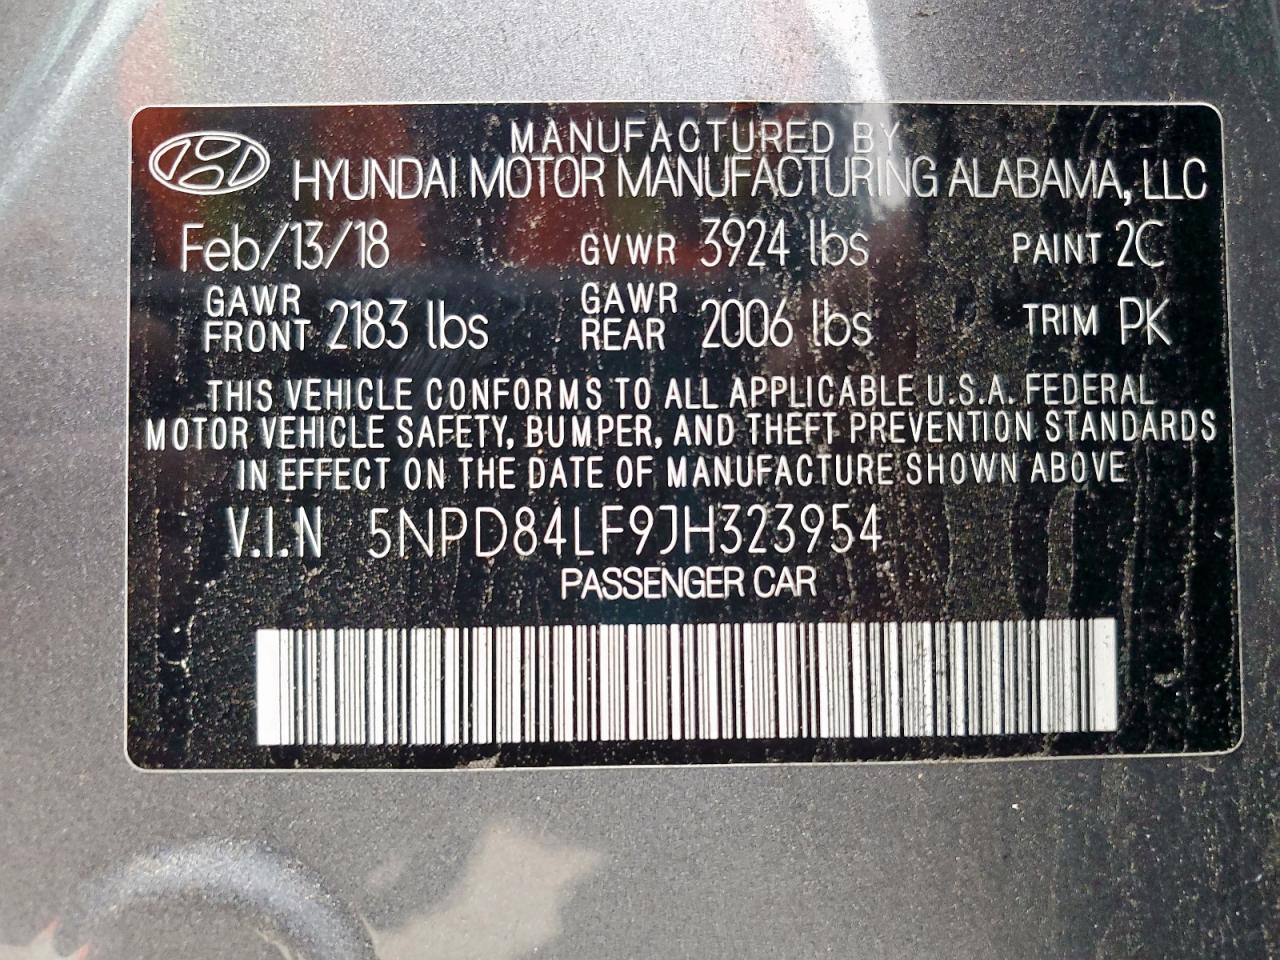 MANUFACTURED BY
HYUNDAI MOTOR MANUFACTURING ALABAMA, LLC
Feb/13/18 GVWR 3924 lbs PAINT 2C
GAWR FRONT 2183 lbs GAWR REAR 2006 lbs TRIM PK
THIS VEHICLE CONFORMS TO ALL APPLICABLE U.S.A. FEDERAL
MOTOR VEHICLE SAFETY, BUMPER, AND THEFT PREVENTION STANDARDS
IN EFFECT ON THE DATE OF MANUFACTURE SHOWN ABOVE
V.I.N 5NPD84LF9JH323954
PASSENGER CAR